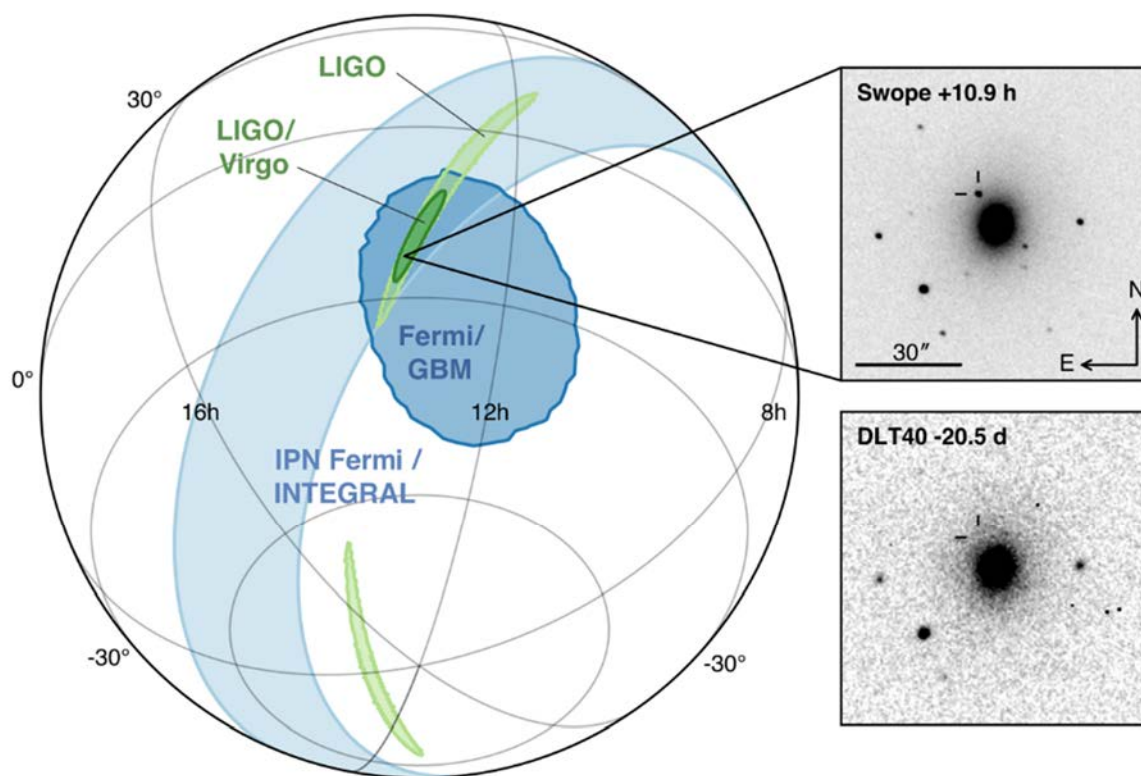 LIGO
LIGO/
Virgo
30°
0°
16h
12h
8h
Fermi/
GBM
IPN Fermi /
INTEGRAL
-30°
-30°
Swope +10.9 h
N
E
30″
DLT40 -20.5 d